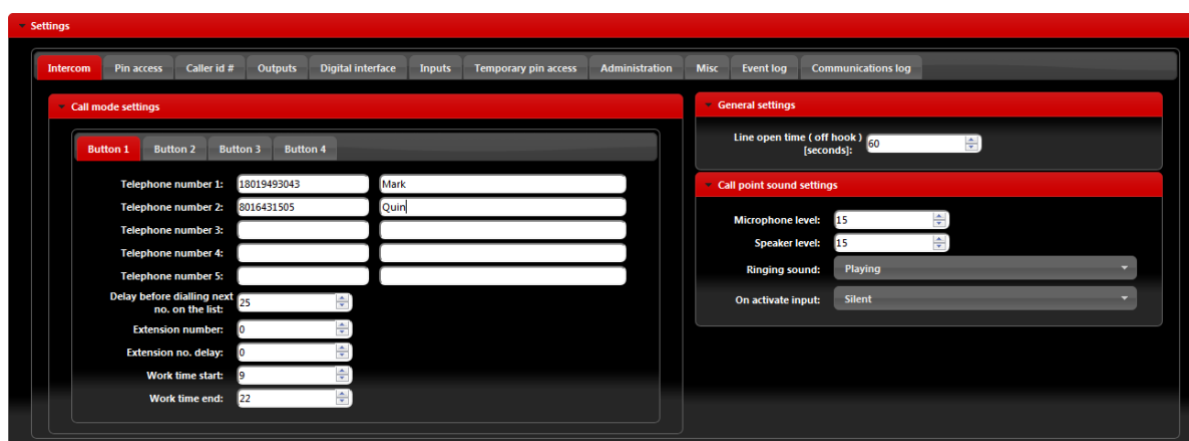 Settings
Intercom Pin access Caller id # Outputs Digital interface Inputs Temporary pin access Administration Misc Event log Communications log
Call mode settings
Button 1 Button 2 Button 3 Button 4
Telephone number 1: 18019493043 Mark
Telephone number 2: 8016431505 Quin
Telephone number 3:
Telephone number 4:
Telephone number 5:
Delay before dialling next
no. on the list: 25
Extension number: 0
Extension no. delay: 0
Work time start: 9
Work time end: 22
General settings
Line open time ( off hook )
[seconds]: 60
Call point sound settings
Microphone level: 15
Speaker level: 15
Ringing sound: Playing
On activate input: Silent